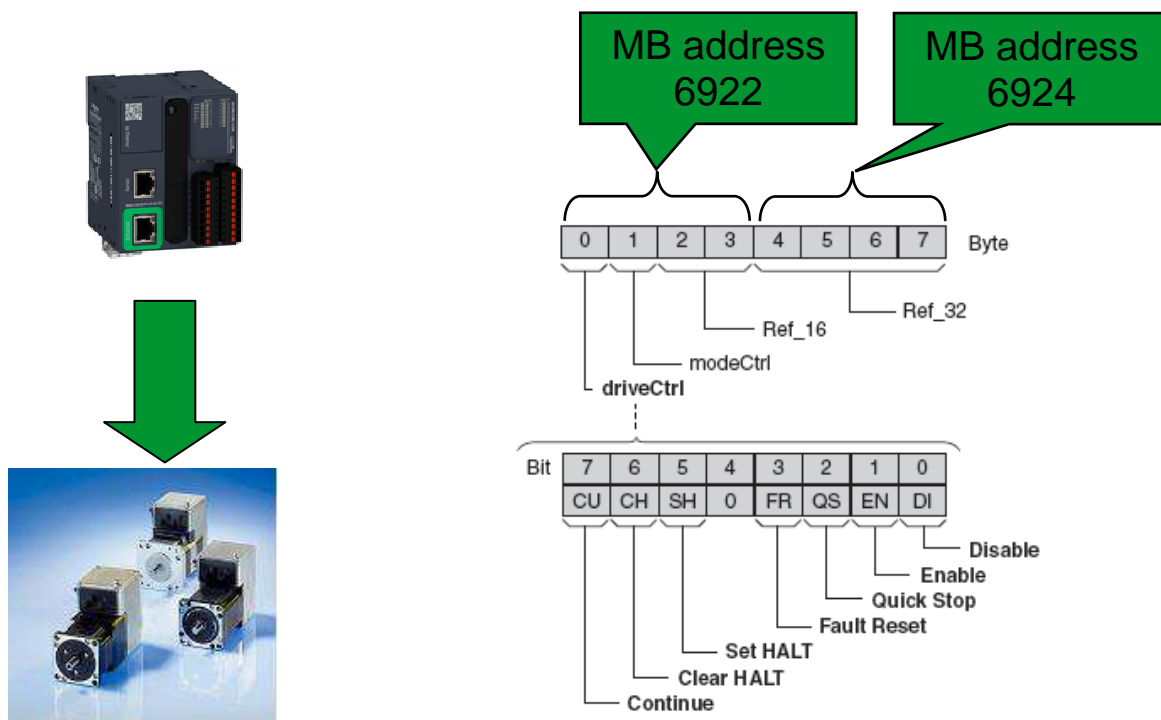 MB address
6922
MB address
6924
0 1 2 3 4 5 6 7 Byte
Ref_32
Ref_16
modeCtrl
driveCtrl
Bit 7 6 5 4 3 2 1 0
CU CH SH 0 FR QS EN DI
Disable
Enable
Quick Stop
Fault Reset
Set HALT
Clear HALT
Continue